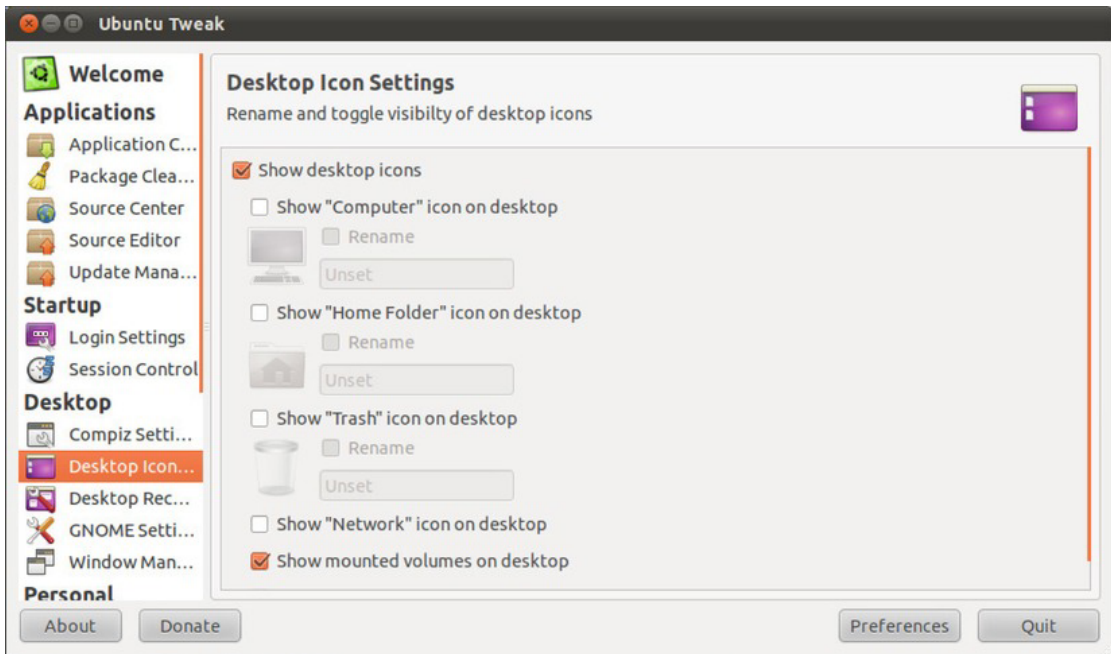 Ubuntu Tweak
Welcome
Applications
Application C...
Package Clea...
Source Center
Source Editor
Update Mana...
Startup
Login Settings
Session Control
Desktop
Compiz Setti...
Desktop Icon...
Desktop Rec...
GNOME Setti...
Window Man...
Personal
Desktop Icon Settings
Rename and toggle visibilty of desktop icons
Show desktop icons
Show "Computer" icon on desktop
Rename
Unset
Show "Home Folder" icon on desktop
Rename
Unset
Show "Trash" icon on desktop
Rename
Unset
Show "Network" icon on desktop
Show mounted volumes on desktop
About Donate Preferences Quit